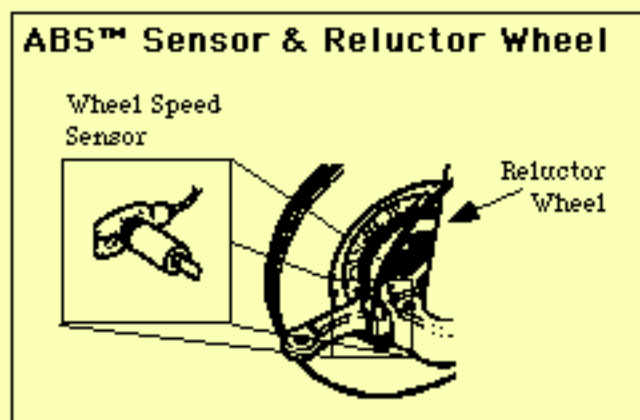 ABS™ Sensor & Reluctor Wheel
Wheel Speed
Sensor
Reluctor
Wheel